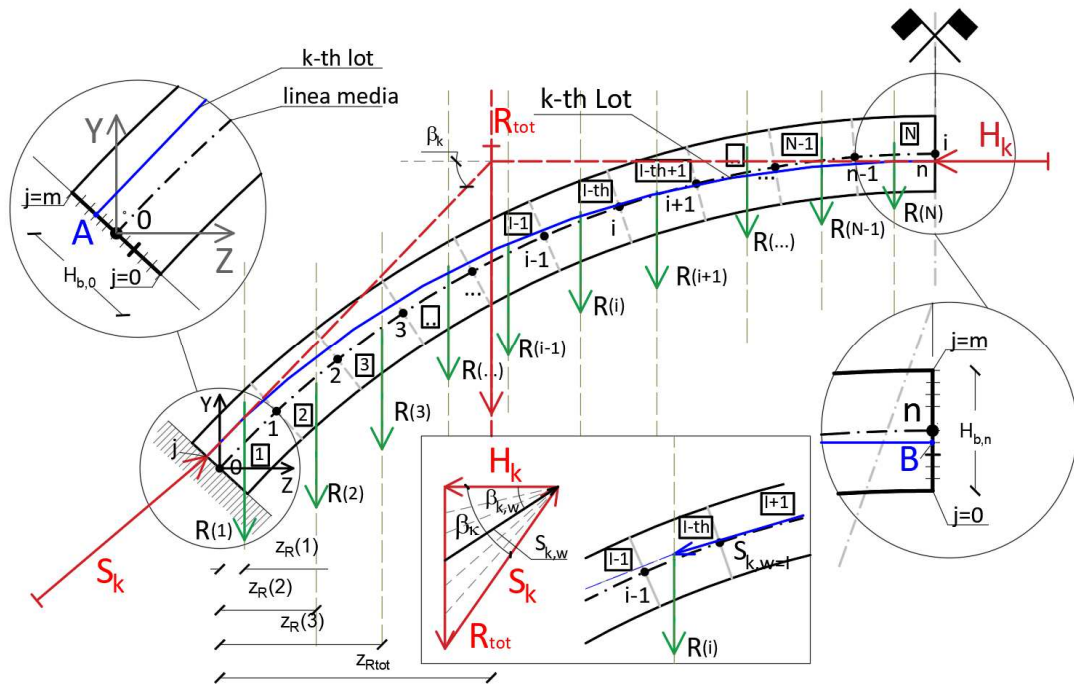 k-th lot
linea media
Y
j=m
0
A
Z
j=0
H_b,0
k-th Lot
β_k
R_tot
H_k
N
i
N-1
...
n
n-1
I-th+1
I-th
i+1
I-1
i
i-1
...
3
..
R(N)
R(N-1)
R(...)
R(i+1)
R(i)
R(i-1)
R(...)
2
3
R(3)
Y
1
2
j
0
1
Z
R(2)
R(1)
S_k
z_R(1)
z_R(2)
z_R(3)
z_Rtot
H_k
β_k,w
β_k
S_k,w
S_k
R_tot
I+1
I-th
I-1
S_k,w=I
i-1
R(i)
j=m
n
H_b,n
B
j=0